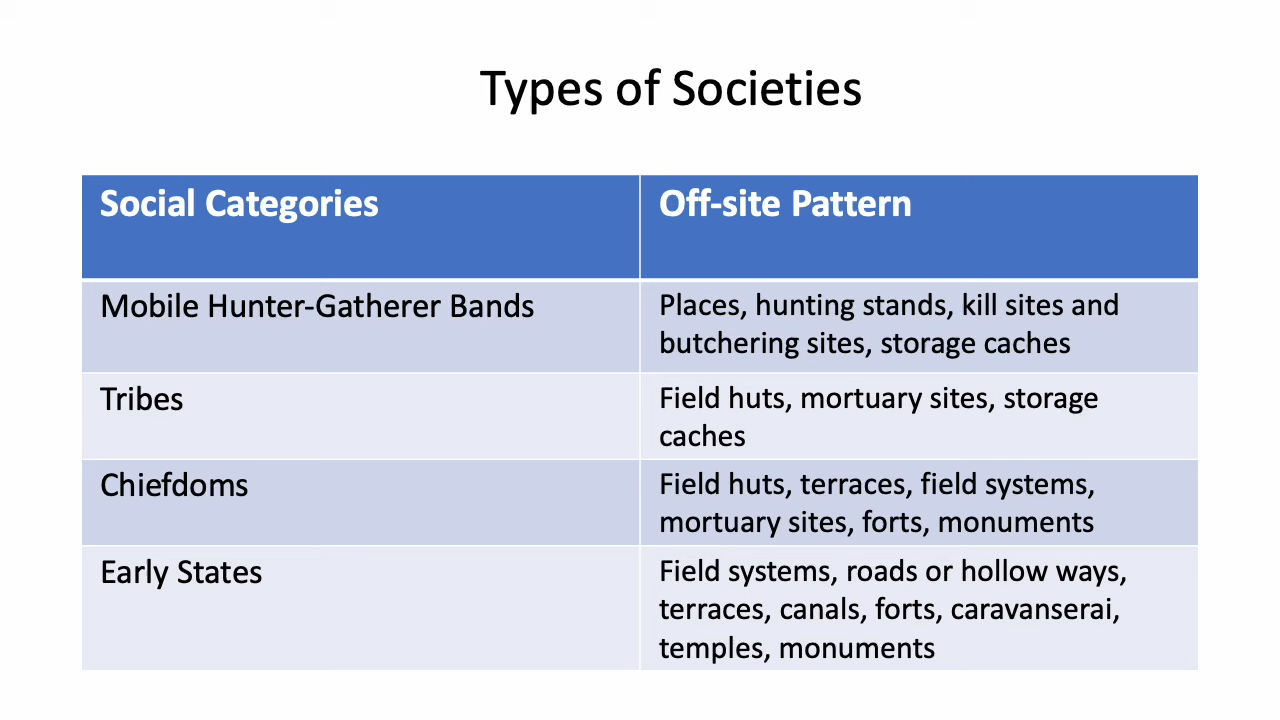 Types of Societies
Social Categories
Off-site Pattern
Mobile Hunter-Gatherer Bands
Places, hunting stands, kill sites and
butchering sites, storage caches
Tribes
Field huts, mortuary sites, storage
caches
Chiefdoms
Field huts, terraces, field systems,
mortuary sites, forts, monuments
Early States
Field systems, roads or hollow ways,
terraces, canals, forts, caravanserai,
temples, monuments